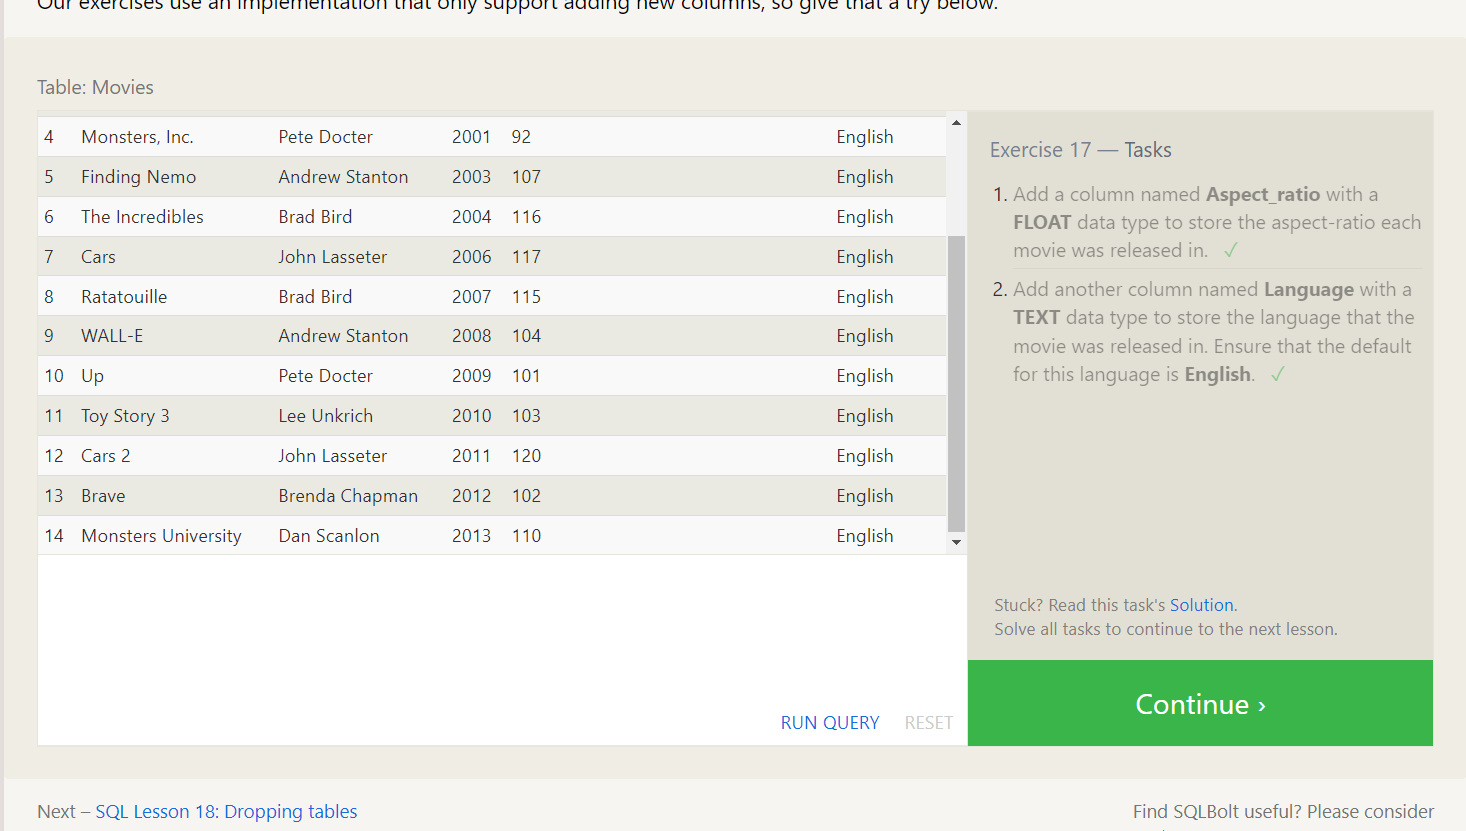 Our exercises use an implementation that only support adding new columns, so give that a try below.
Table: Movies
4 Monsters, Inc. Pete Docter 2001 92 English
5 Finding Nemo Andrew Stanton 2003 107 English
6 The Incredibles Brad Bird 2004 116 English
7 Cars John Lasseter 2006 117 English
8 Ratatouille Brad Bird 2007 115 English
9 WALL-E Andrew Stanton 2008 104 English
10 Up Pete Docter 2009 101 English
11 Toy Story 3 Lee Unkrich 2010 103 English
12 Cars 2 John Lasseter 2011 120 English
13 Brave Brenda Chapman 2012 102 English
14 Monsters University Dan Scanlon 2013 110 English
RUN QUERY RESET
Exercise 17 — Tasks
1. Add a column named Aspect_ratio with a
FLOAT data type to store the aspect-ratio each
movie was released in. ✓
2. Add another column named Language with a
TEXT data type to store the language that the
movie was released in. Ensure that the default
for this language is English. ✓
Stuck? Read this task's Solution.
Solve all tasks to continue to the next lesson.
Continue ›
Next – SQL Lesson 18: Dropping tables
Find SQLBolt useful? Please consider